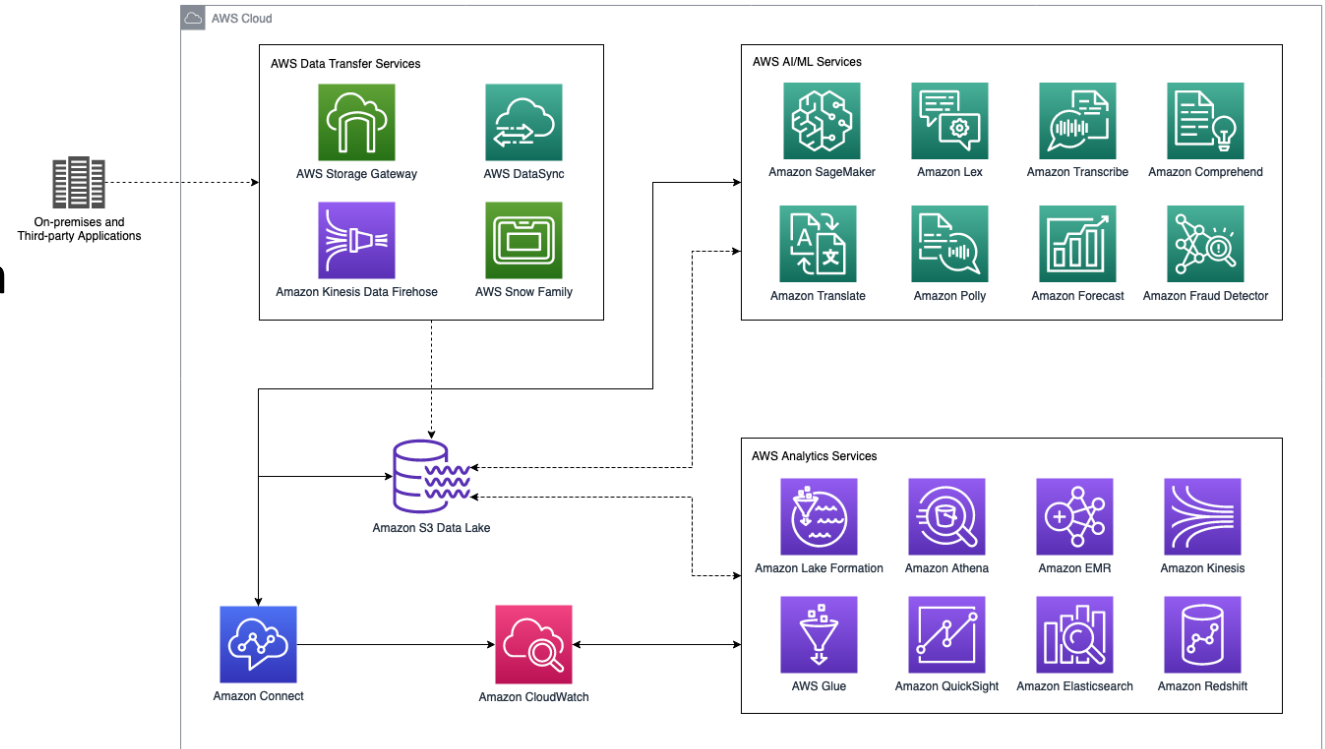 AWS Cloud
AWS Data Transfer Services
AWS Storage Gateway
AWS DataSync
Amazon Kinesis Data Firehose
AWS Snow Family
On-premises and
Third-party Applications
n
AWS AI/ML Services
Amazon SageMaker
Amazon Lex
Amazon Transcribe
Amazon Comprehend
Amazon Translate
Amazon Polly
Amazon Forecast
Amazon Fraud Detector
Amazon S3 Data Lake
AWS Analytics Services
Amazon Lake Formation
Amazon Athena
Amazon EMR
Amazon Kinesis
AWS Glue
Amazon QuickSight
Amazon Elasticsearch
Amazon Redshift
Amazon Connect
Amazon CloudWatch